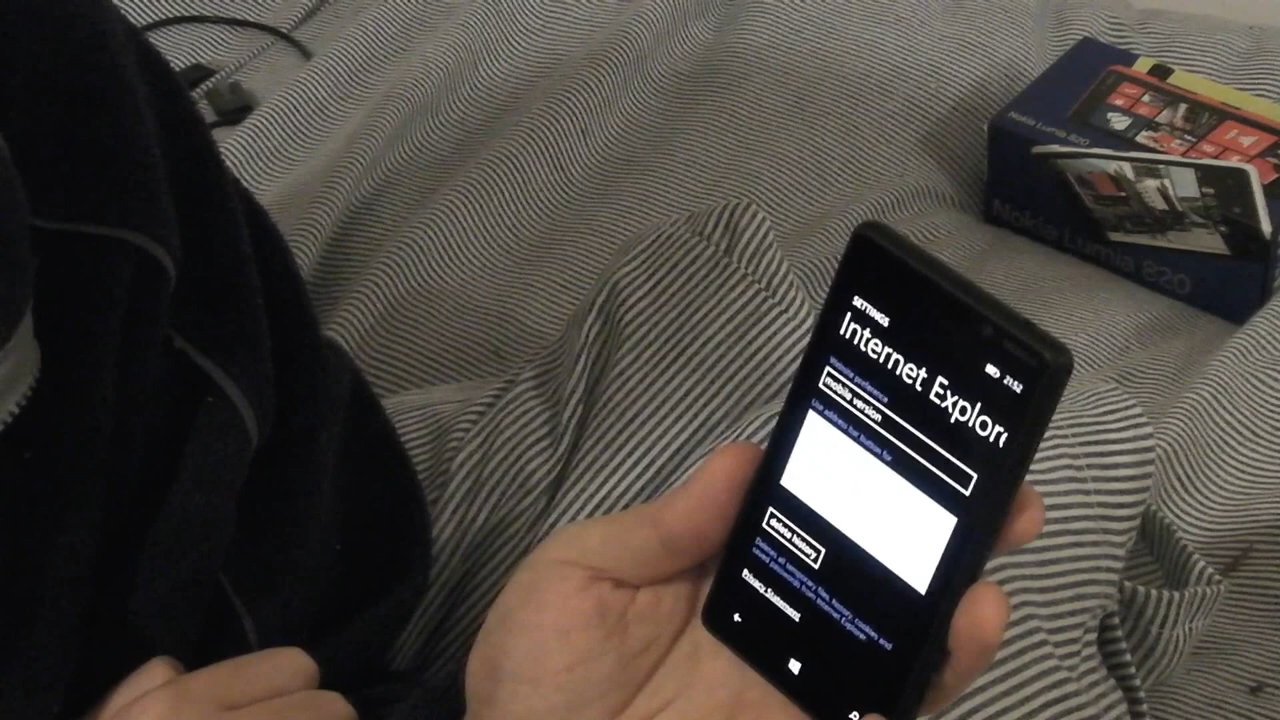 Nokia Lumia 820
Nokia Lumia 820
21:52
SETTINGS
Internet Explore
Website preference
mobile version
Use address bar button for
delete history
Deletes all temporary files, history, cookies and
saved passwords from Internet Explorer.
Privacy Statement